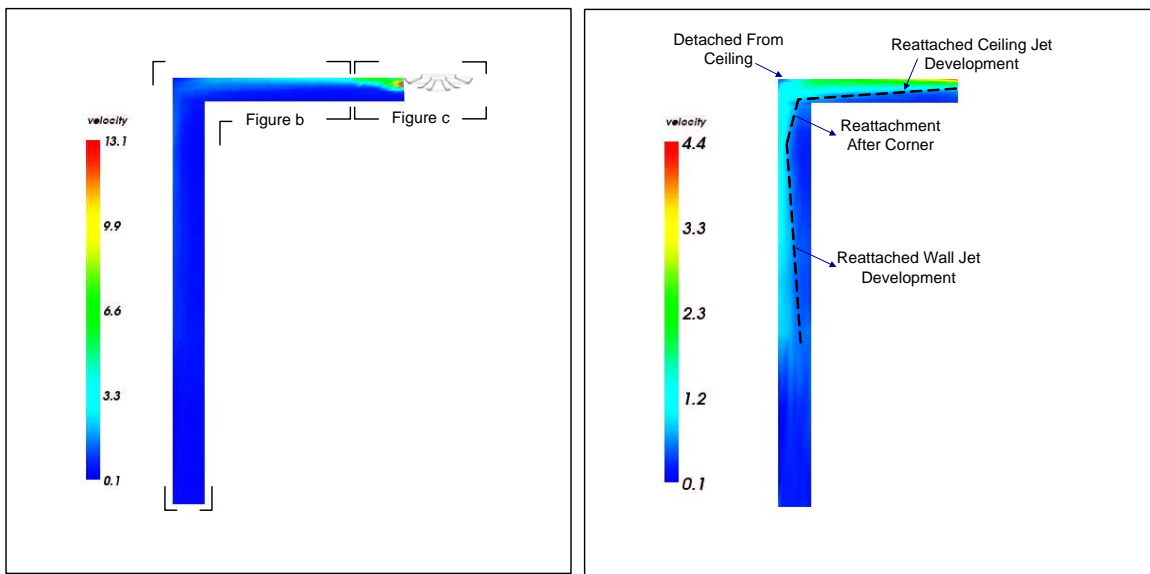 velocity
13.1
9.9
6.6
3.3
0.1
Figure b
Figure c
Detached From
Ceiling
Reattached Ceiling Jet
Development
velocity
4.4
3.3
2.3
1.2
0.1
Reattachment
After Corner
Reattached Wall Jet
Development